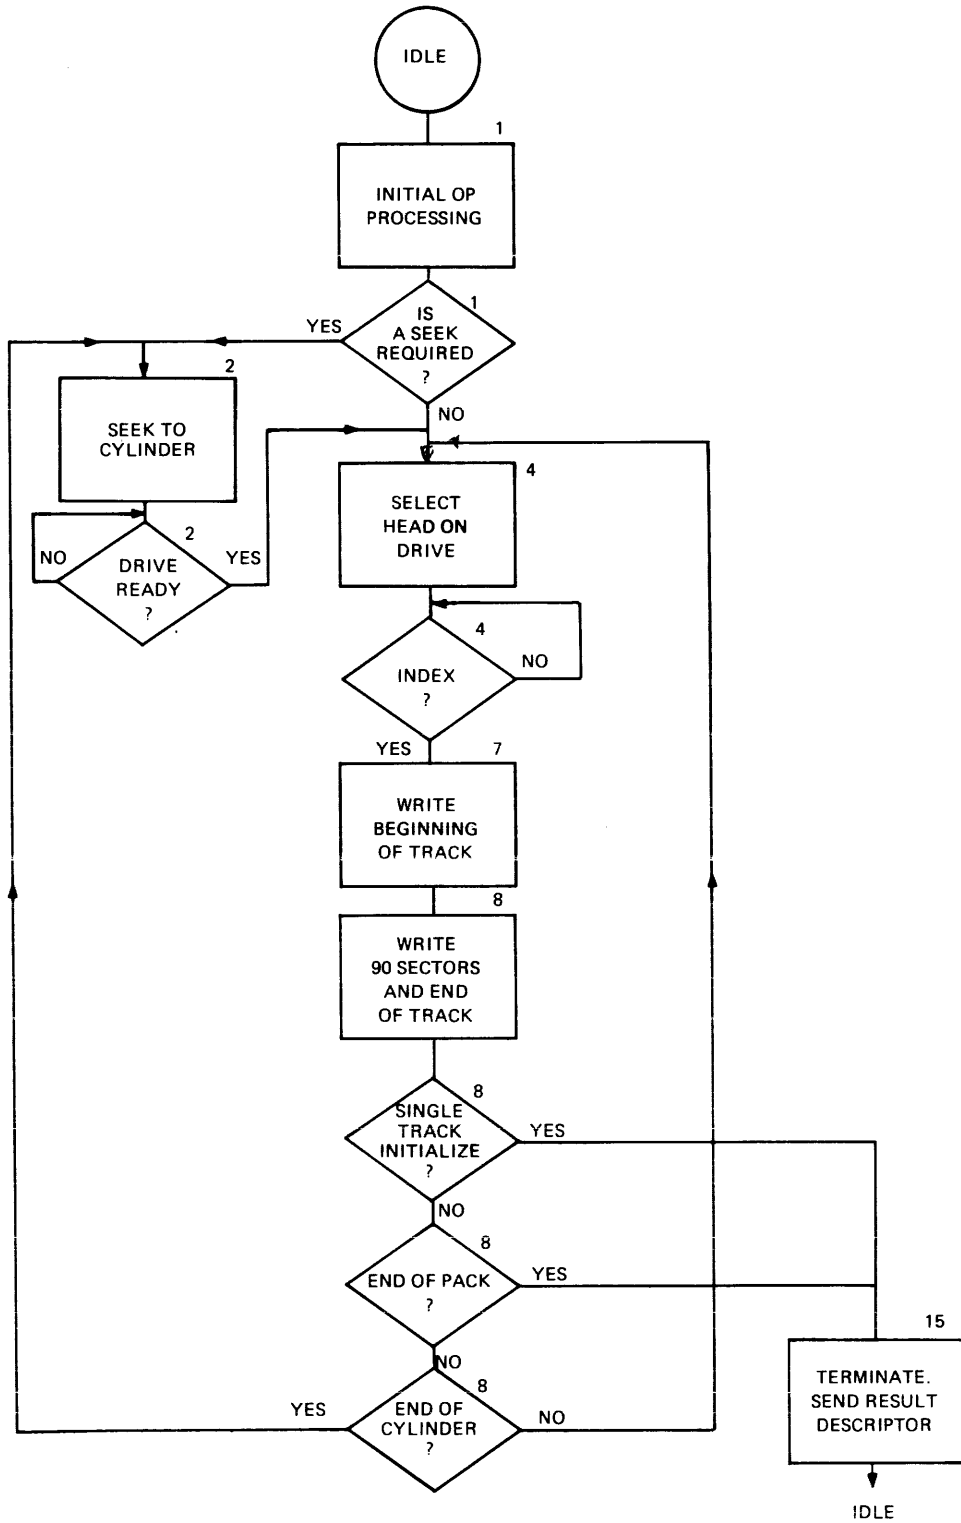 IDLE
1
INITIAL OP
PROCESSING
1
IS
A SEEK
REQUIRED
?
YES
NO
2
SEEK TO
CYLINDER
2
DRIVE
READY
?
NO
YES
4
SELECT
HEAD ON
DRIVE
4
INDEX
?
NO
YES
7
WRITE
BEGINNING
OF TRACK
8
WRITE
90 SECTORS
AND END
OF TRACK
8
SINGLE
TRACK
INITIALIZE
?
YES
NO
8
END OF PACK
?
YES
NO
8
END OF
CYLINDER
?
YES
NO
15
TERMINATE.
SEND RESULT
DESCRIPTOR
IDLE